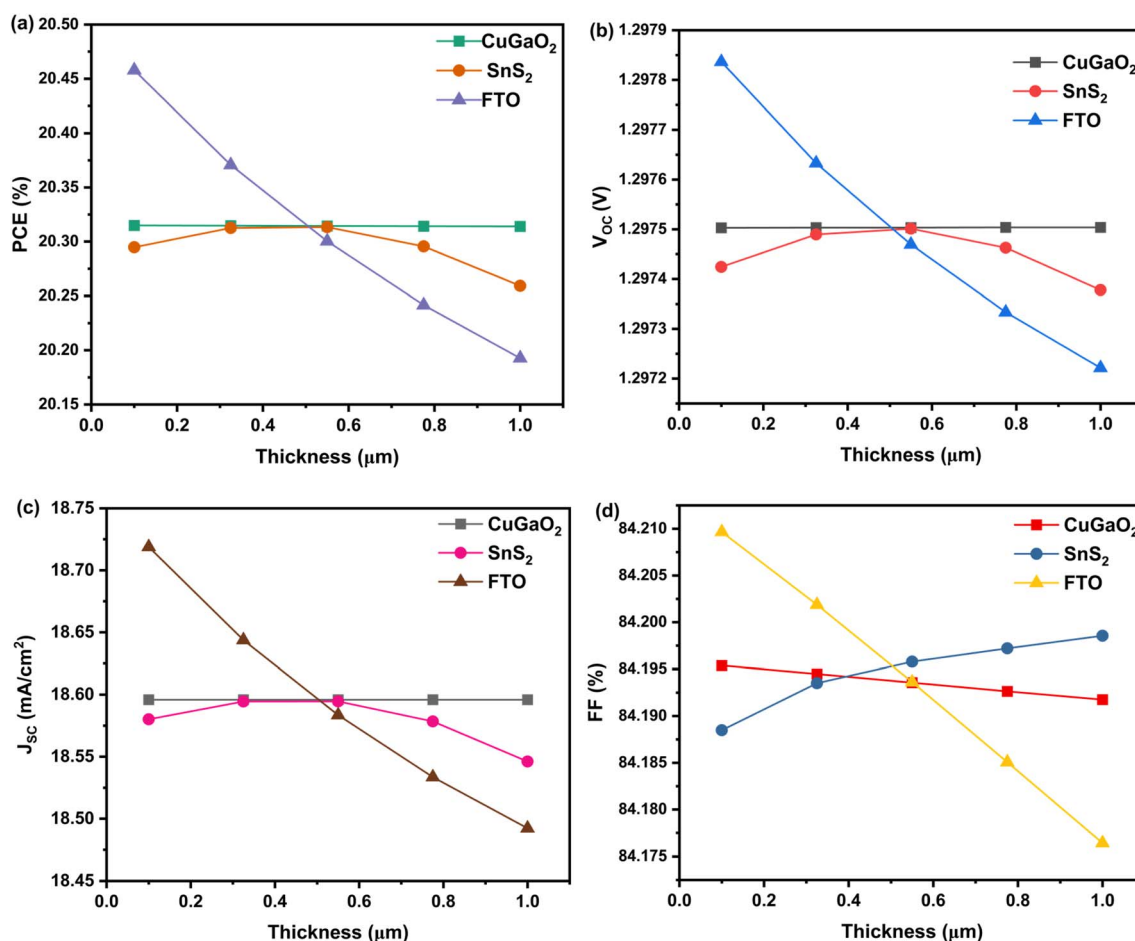 (a)
20.50
20.45
20.40
20.35
20.30
20.25
20.20
20.15
PCE (%)
CuGaO₂
SnS₂
FTO
0.0 0.2 0.4 0.6 0.8 1.0
Thickness (μm)
(b)
1.2979
1.2978
1.2977
1.2976
1.2975
1.2974
1.2973
1.2972
V_OC (V)
CuGaO₂
SnS₂
FTO
0.0 0.2 0.4 0.6 0.8 1.0
Thickness (μm)
(c)
18.75
18.70
18.65
18.60
18.55
18.50
18.45
J_SC (mA/cm²)
CuGaO₂
SnS₂
FTO
0.0 0.2 0.4 0.6 0.8 1.0
Thickness (μm)
(d)
84.210
84.205
84.200
84.195
84.190
84.185
84.180
84.175
FF (%)
CuGaO₂
SnS₂
FTO
0.0 0.2 0.4 0.6 0.8 1.0
Thickness (μm)